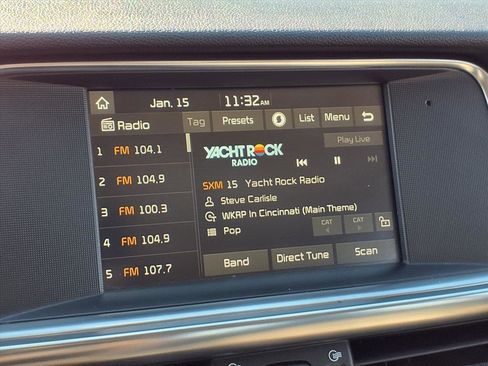 Jan. 15 11:32 AM
Radio Tag Presets List Menu
1 FM 104.1
2 FM 104.9
3 FM 100.3
4 FM 104.9
5 FM 107.7
Play Live
YACHT ROCK
RADIO
SXM 15 Yacht Rock Radio
Steve Carlisle
WKRP In Cincinnati (Main Theme)
Pop
CAT CAT
Band Direct Tune Scan